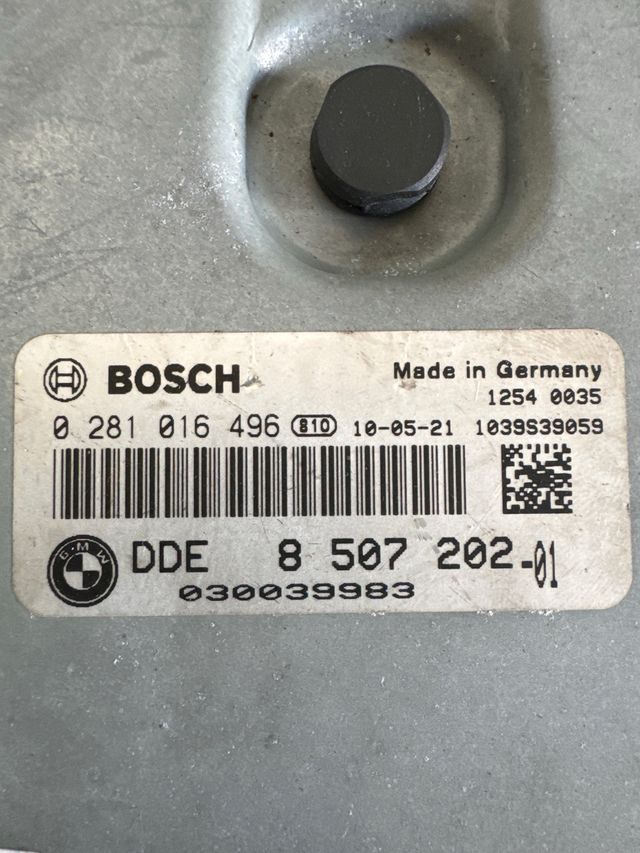 BOSCH
Made in Germany
1254 0035
0 281 016 496 810 10-05-21 1039S39059
BMW
DDE 8 507 202-01
030039983